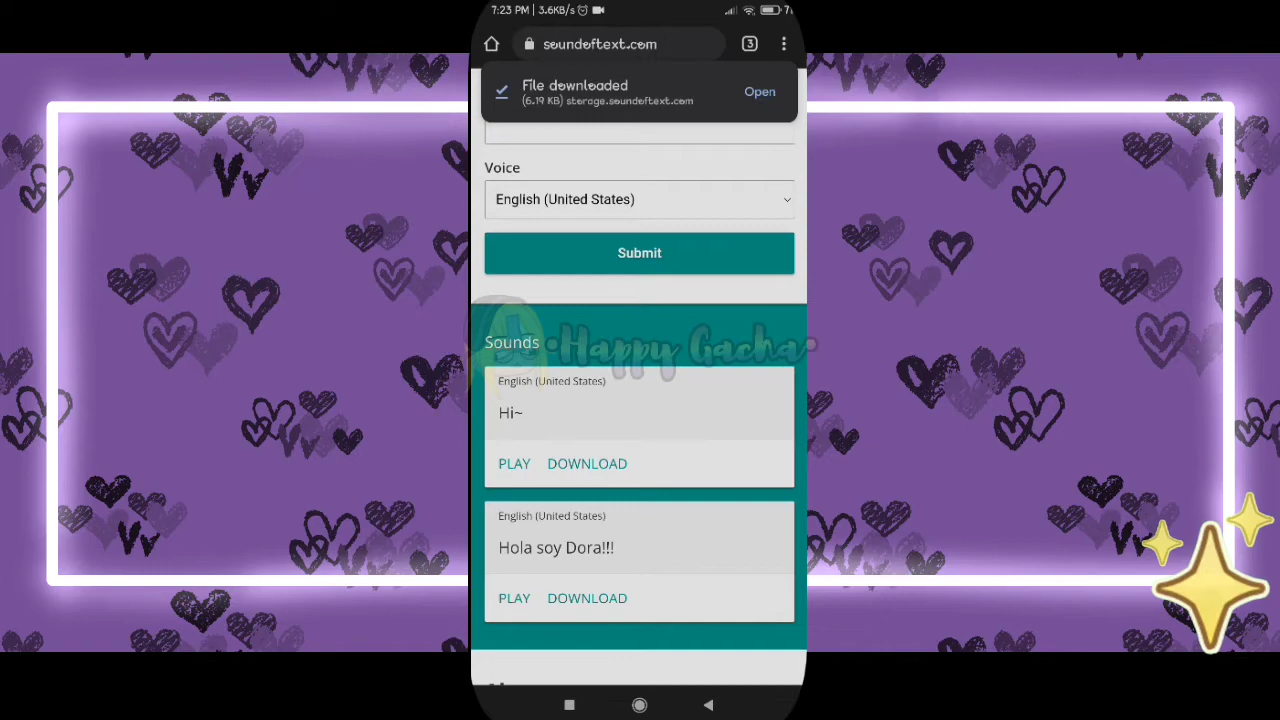 7:23 PM | 3.6KB/s
soundoftext.com
3
File downloaded
Open
(6.19 KB) storage.soundoftext.com
Voice
English (United States)
Submit
•Happy Gacha•
Sounds
English (United States)
Hi~
PLAY DOWNLOAD
English (United States)
Hola soy Dora!!!
PLAY DOWNLOAD